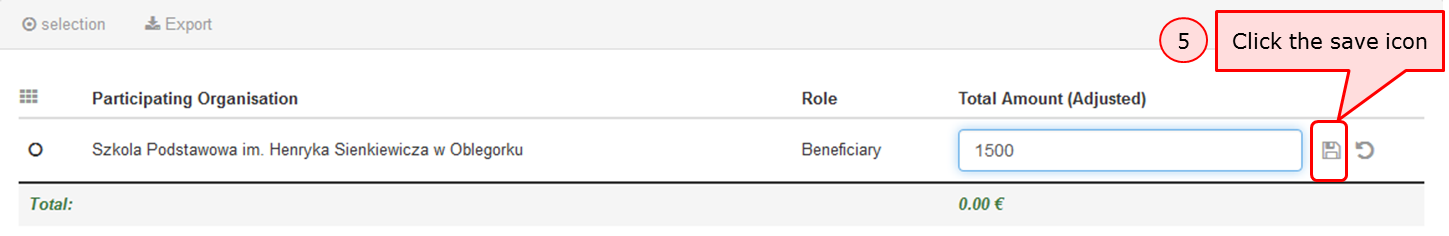 selection Export
5 Click the save icon
Participating Organisation Role Total Amount (Adjusted)
Szkola Podstawowa im. Henryka Sienkiewicza w Oblegorku Beneficiary 1500
Total: 0.00 €